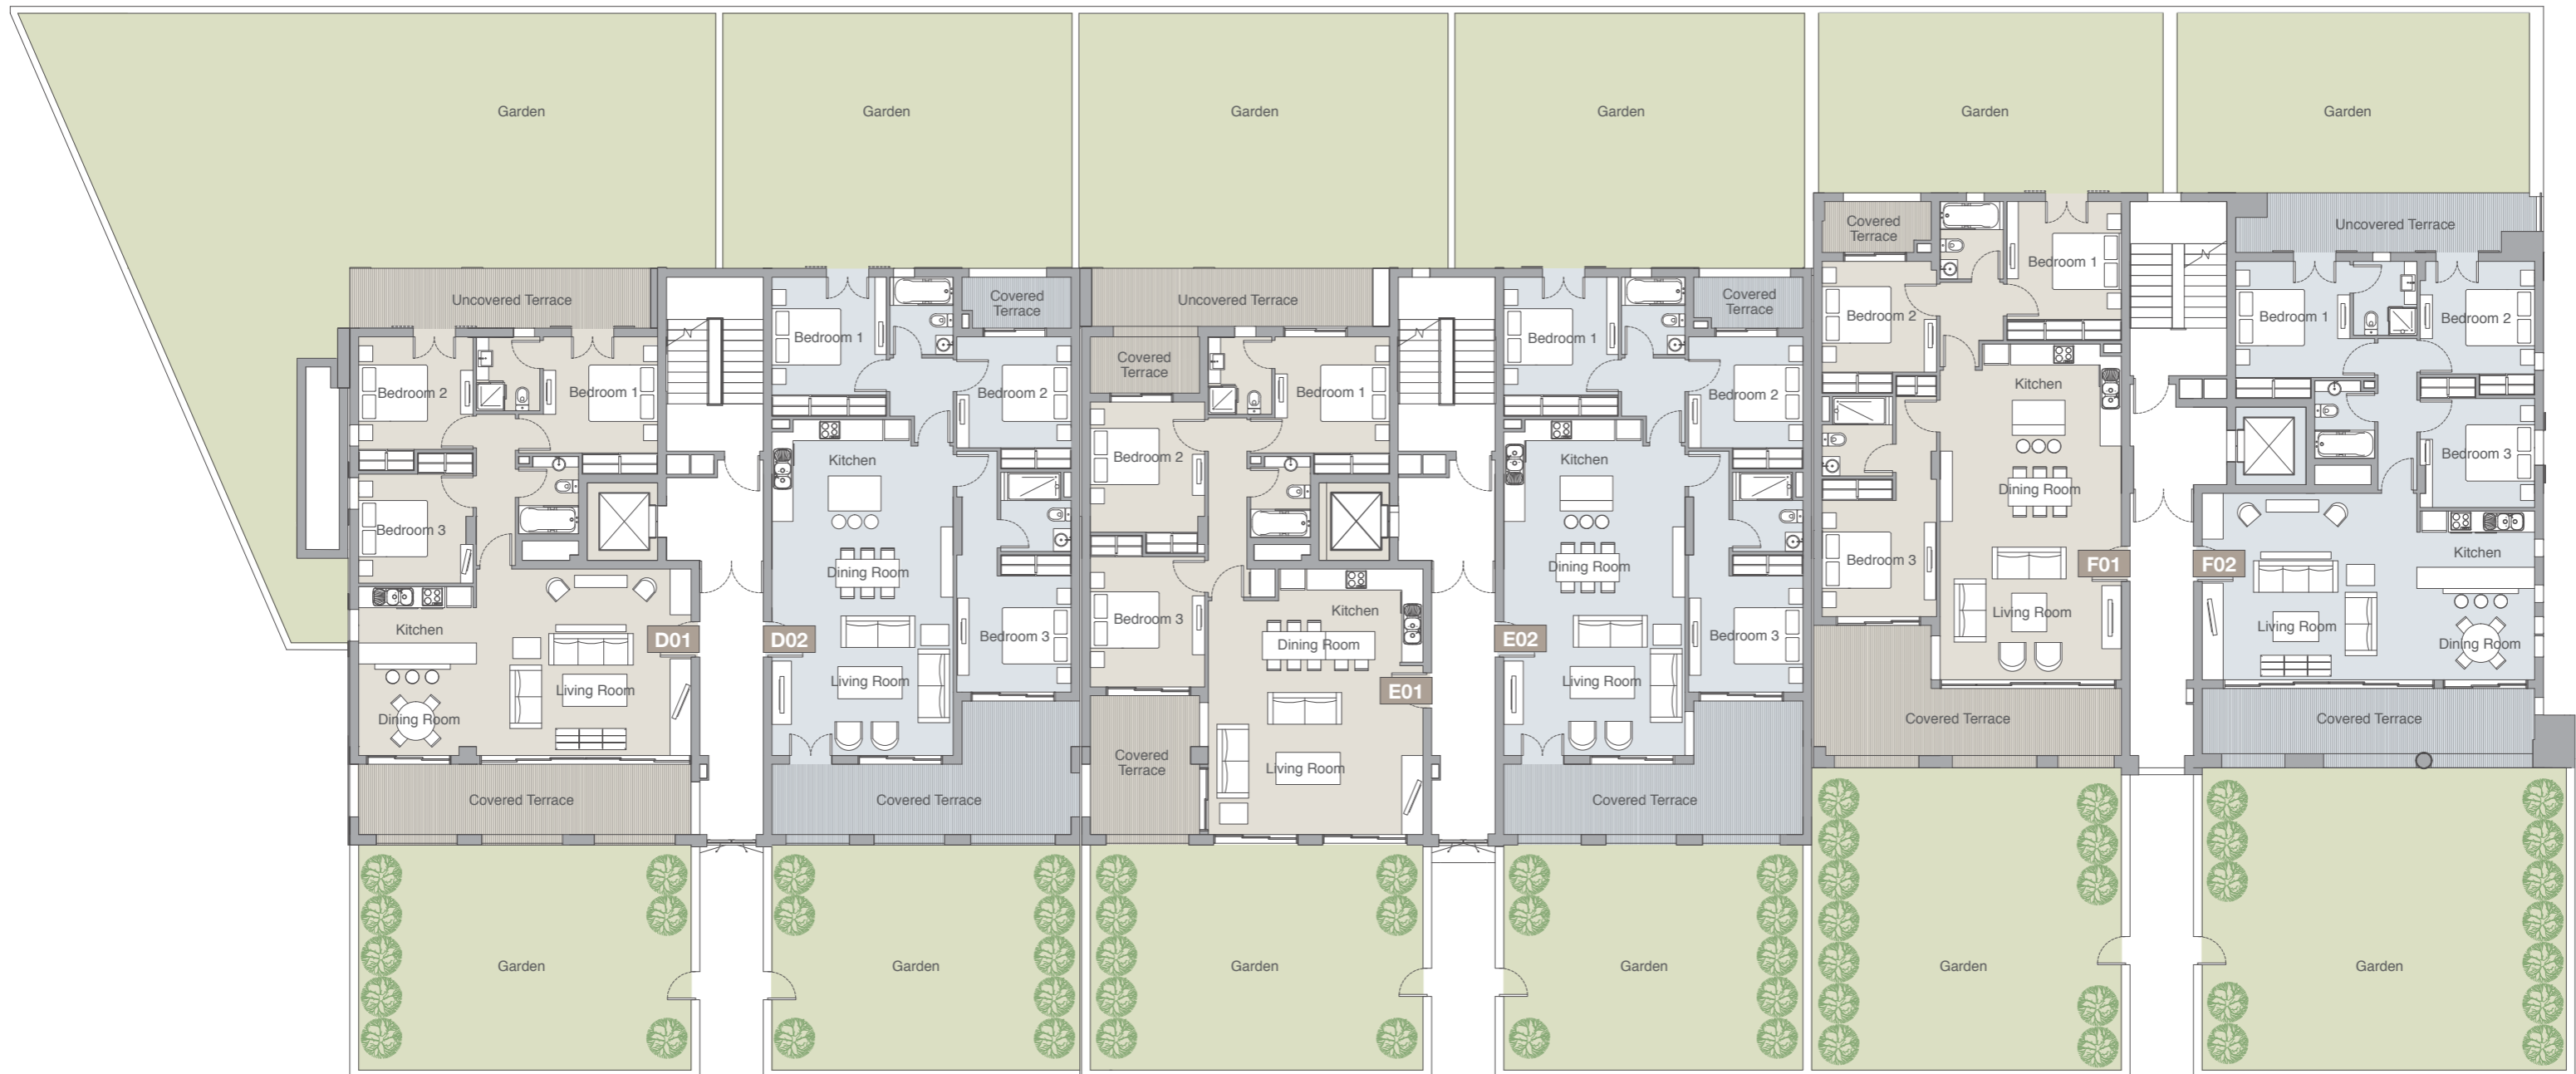 Garden
Garden
Garden
Garden
Garden
Garden
Uncovered Terrace
Bedroom 2
Bedroom 1
Bedroom 3
Kitchen
Living Room
Dining Room
D01
Covered Terrace
Garden
Bedroom 1
Covered
Terrace
Bedroom 2
Kitchen
Dining Room
D02
Living Room
Bedroom 3
Covered Terrace
Garden
Uncovered Terrace
Covered
Terrace
Bedroom 1
Bedroom 2
Bedroom 3
Kitchen
Dining Room
E01
Living Room
Covered
Terrace
Garden
Bedroom 1
Covered
Terrace
Bedroom 2
Kitchen
Dining Room
E02
Living Room
Bedroom 3
Covered Terrace
Garden
Covered
Terrace
Bedroom 1
Bedroom 2
Kitchen
Dining Room
Bedroom 3
F01
Living Room
Covered Terrace
Garden
Uncovered Terrace
Bedroom 1
Bedroom 2
Bedroom 3
Kitchen
F02
Living Room
Dining Room
Covered Terrace
Garden